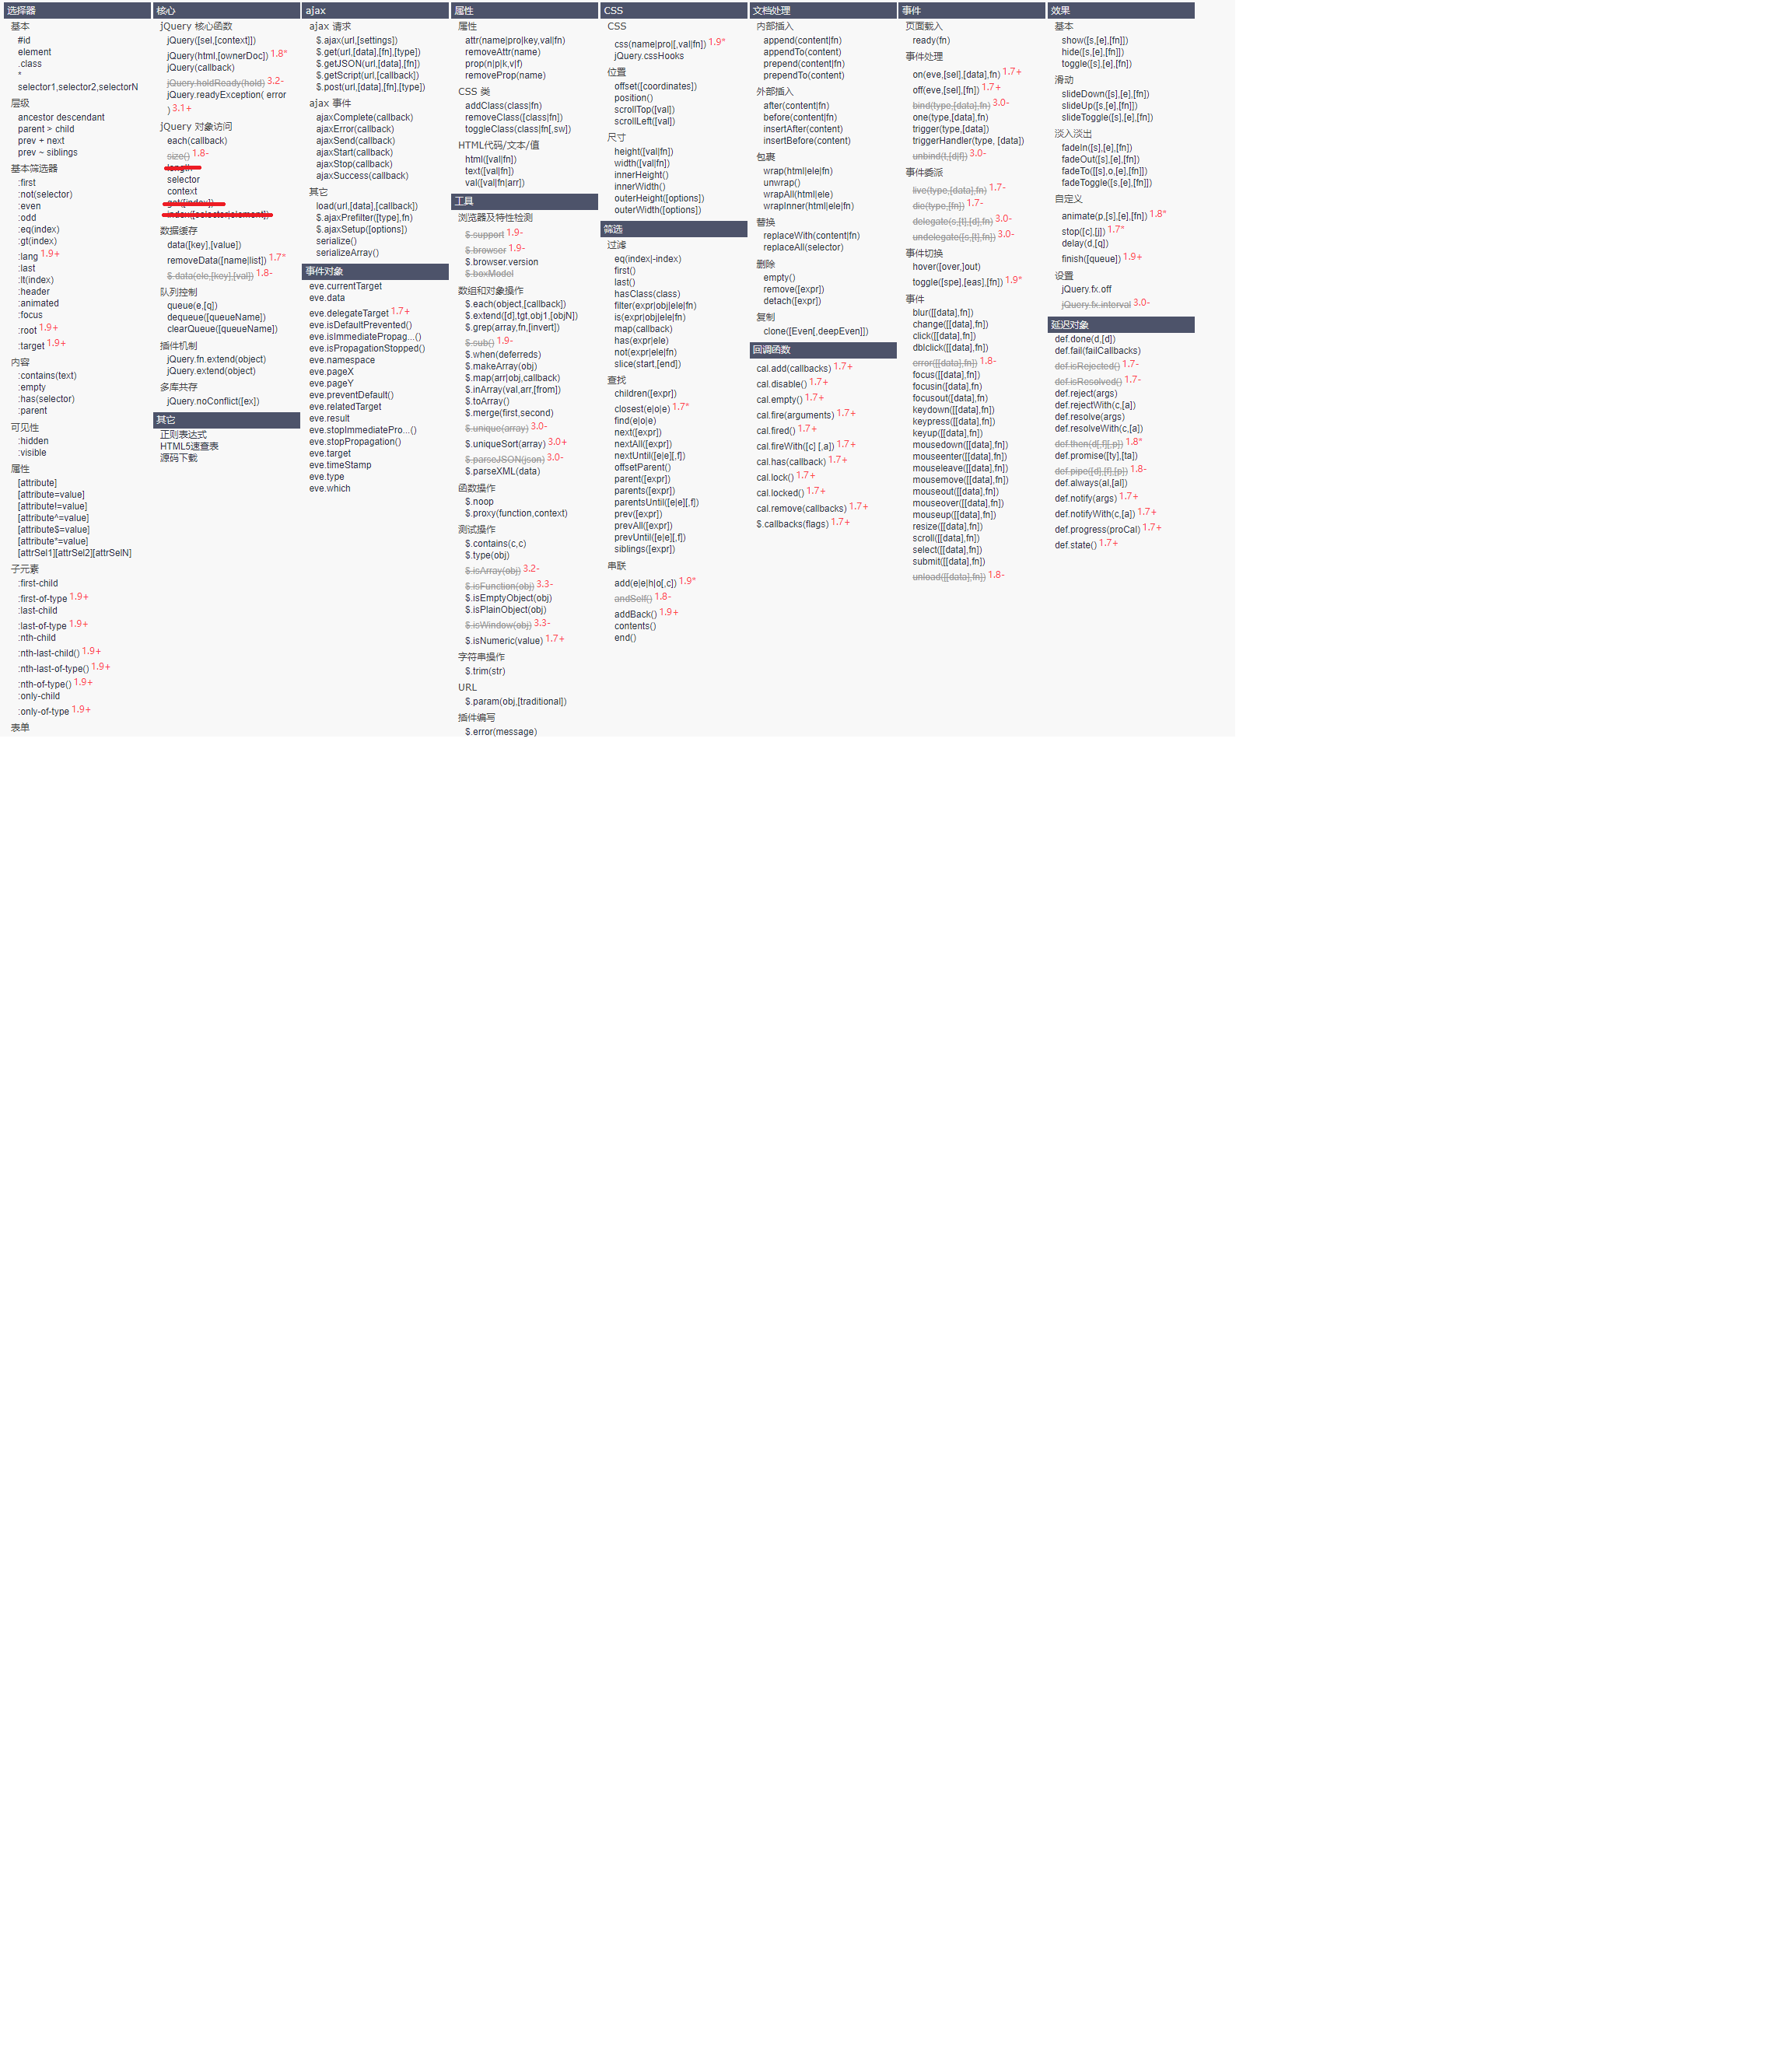 选择器
基本
#id
element
.class
*
selector1,selector2,selectorN
层级
ancestor descendant
parent > child
prev + next
prev ~ siblings
基本筛选器
:first
:not(selector)
:even
:odd
:eq(index)
:gt(index)
:lang 1.9+
:last
:lt(index)
:header
:animated
:focus
:root 1.9+
:target 1.9+
内容
:contains(text)
:empty
:has(selector)
:parent
可见性
:hidden
:visible
属性
[attribute]
[attribute=value]
[attribute!=value]
[attribute^=value]
[attribute$=value]
[attribute*=value]
[attrSel1][attrSel2][attrSelN]
子元素
:first-child
:first-of-type 1.9+
:last-child
:last-of-type 1.9+
:nth-child
:nth-last-child() 1.9+
:nth-last-of-type() 1.9+
:nth-of-type() 1.9+
:only-child
:only-of-type 1.9+
表单
核心
jQuery 核心函数
jQuery([sel,[context]])
jQuery(html,[ownerDoc]) 1.8*
jQuery(callback)
jQuery.holdReady(hold) 3.2-
jQuery.readyException( error
) 3.1+
jQuery 对象访问
each(callback)
size() 1.8-
length
selector
context
get([index])
index([selector|element])
数据缓存
data([key],[value])
removeData([name|list]) 1.7*
$.data(ele,[key],[val]) 1.8-
队列控制
queue(e,[q])
dequeue([queueName])
clearQueue([queueName])
插件机制
jQuery.fn.extend(object)
jQuery.extend(object)
多库共存
jQuery.noConflict([ex])
其它
正则表达式
HTML5速查表
源码下载
ajax
ajax 请求
$.ajax(url,[settings])
$.get(url,[data],[fn],[type])
$.getJSON(url,[data],[fn])
$.getScript(url,[callback])
$.post(url,[data],[fn],[type])
ajax 事件
ajaxComplete(callback)
ajaxError(callback)
ajaxSend(callback)
ajaxStart(callback)
ajaxStop(callback)
ajaxSuccess(callback)
其它
load(url,[data],[callback])
$.ajaxPrefilter([type],fn)
$.ajaxSetup([options])
serialize()
serializeArray()
事件对象
eve.currentTarget
eve.data
eve.delegateTarget 1.7+
eve.isDefaultPrevented()
eve.isImmediatePropag...()
eve.isPropagationStopped()
eve.namespace
eve.pageX
eve.pageY
eve.preventDefault()
eve.relatedTarget
eve.result
eve.stopImmediatePro...()
eve.stopPropagation()
eve.target
eve.timeStamp
eve.type
eve.which
属性
属性
attr(name|pro|key,val|fn)
removeAttr(name)
prop(n|p|k,v|f)
removeProp(name)
CSS 类
addClass(class|fn)
removeClass([class|fn])
toggleClass(class|fn[,sw])
HTML代码/文本/值
html([val|fn])
text([val|fn])
val([val|fn|arr])
工具
浏览器及特性检测
$.support 1.9-
$.browser 1.9-
$.browser.version
$.boxModel
数组和对象操作
$.each(object,[callback])
$.extend([d],tgt,obj1,[objN])
$.grep(array,fn,[invert])
$.sub() 1.9-
$.when(deferreds)
$.makeArray(obj)
$.map(arr|obj,callback)
$.inArray(val,arr,[from])
$.toArray()
$.merge(first,second)
$.unique(array) 3.0-
$.uniqueSort(array) 3.0+
$.parseJSON(json) 3.0-
$.parseXML(data)
函数操作
$.noop
$.proxy(function,context)
测试操作
$.contains(c,c)
$.type(obj)
$.isArray(obj) 3.2-
$.isFunction(obj) 3.3-
$.isEmptyObject(obj)
$.isPlainObject(obj)
$.isWindow(obj) 3.3-
$.isNumeric(value) 1.7+
字符串操作
$.trim(str)
URL
$.param(obj,[traditional])
插件编写
$.error(message)
CSS
CSS
css(name|pro|[,val|fn]) 1.9*
jQuery.cssHooks
位置
offset([coordinates])
position()
scrollTop([val])
scrollLeft([val])
尺寸
height([val|fn])
width([val|fn])
innerHeight()
innerWidth()
outerHeight([options])
outerWidth([options])
筛选
过滤
eq(index|-index)
first()
last()
hasClass(class)
filter(expr|obj|ele|fn)
is(expr|obj|ele|fn)
map(callback)
has(expr|ele)
not(expr|ele|fn)
slice(start,[end])
查找
children([expr])
closest(e|o|e) 1.7*
find(e|o|e)
next([expr])
nextAll([expr])
nextUntil([e|e][,f])
offsetParent()
parent([expr])
parents([expr])
parentsUntil([e|e][,f])
prev([expr])
prevAll([expr])
prevUntil([e|e][,f])
siblings([expr])
串联
add(e|e|h|o[,c]) 1.9*
andSelf() 1.8-
addBack() 1.9+
contents()
end()
文档处理
内部插入
append(content|fn)
appendTo(content)
prepend(content|fn)
prependTo(content)
外部插入
after(content|fn)
before(content|fn)
insertAfter(content)
insertBefore(content)
包裹
wrap(html|ele|fn)
unwrap()
wrapAll(html|ele)
wrapInner(html|ele|fn)
替换
replaceWith(content|fn)
replaceAll(selector)
删除
empty()
remove([expr])
detach([expr])
复制
clone([Even[,deepEven]])
回调函数
cal.add(callbacks) 1.7+
cal.disable() 1.7+
cal.empty() 1.7+
cal.fire(arguments) 1.7+
cal.fired() 1.7+
cal.fireWith([c] [,a]) 1.7+
cal.has(callback) 1.7+
cal.lock() 1.7+
cal.locked() 1.7+
cal.remove(callbacks) 1.7+
$.callbacks(flags) 1.7+
事件
页面载入
ready(fn)
事件处理
on(eve,[sel],[data],fn) 1.7+
off(eve,[sel],[fn]) 1.7+
bind(type,[data],fn) 3.0-
one(type,[data],fn)
trigger(type,[data])
triggerHandler(type, [data])
unbind(t,[d|f]) 3.0-
事件委派
live(type,[data],fn) 1.7-
die(type,[fn]) 1.7-
delegate(s,[t],[d],fn) 3.0-
undelegate([s,[t],fn]) 3.0-
事件切换
hover([over,]out)
toggle([spe],[eas],[fn]) 1.9*
事件
blur([[data],fn])
change([[data],fn])
click([[data],fn])
dblclick([[data],fn])
error([[data],fn]) 1.8-
focus([[data],fn])
focusin([data],fn)
focusout([data],fn)
keydown([[data],fn])
keypress([[data],fn])
keyup([[data],fn])
mousedown([[data],fn])
mouseenter([[data],fn])
mouseleave([[data],fn])
mousemove([[data],fn])
mouseout([[data],fn])
mouseover([[data],fn])
mouseup([[data],fn])
resize([[data],fn])
scroll([[data],fn])
select([[data],fn])
submit([[data],fn])
unload([[data],fn]) 1.8-
效果
基本
show([s,[e],[fn]])
hide([s,[e],[fn]])
toggle([s],[e],[fn])
滑动
slideDown([s],[e],[fn])
slideUp([s,[e],[fn]])
slideToggle([s],[e],[fn])
淡入淡出
fadeIn([s],[e],[fn])
fadeOut([s],[e],[fn])
fadeTo([[s],o,[e],[fn]])
fadeToggle([s,[e],[fn]])
自定义
animate(p,[s],[e],[fn]) 1.8*
stop([c],[j]) 1.7*
delay(d,[q])
finish([queue]) 1.9+
设置
jQuery.fx.off
jQuery.fx.interval 3.0-
延迟对象
def.done(d,[d])
def.fail(failCallbacks)
def.isRejected() 1.7-
def.isResolved() 1.7-
def.reject(args)
def.rejectWith(c,[a])
def.resolve(args)
def.resolveWith(c,[a])
def.then(d[,f][,p]) 1.8*
def.promise([ty],[ta])
def.pipe([d],[f],[p]) 1.8-
def.always(al,[al])
def.notify(args) 1.7+
def.notifyWith(c,[a]) 1.7+
def.progress(proCal) 1.7+
def.state() 1.7+